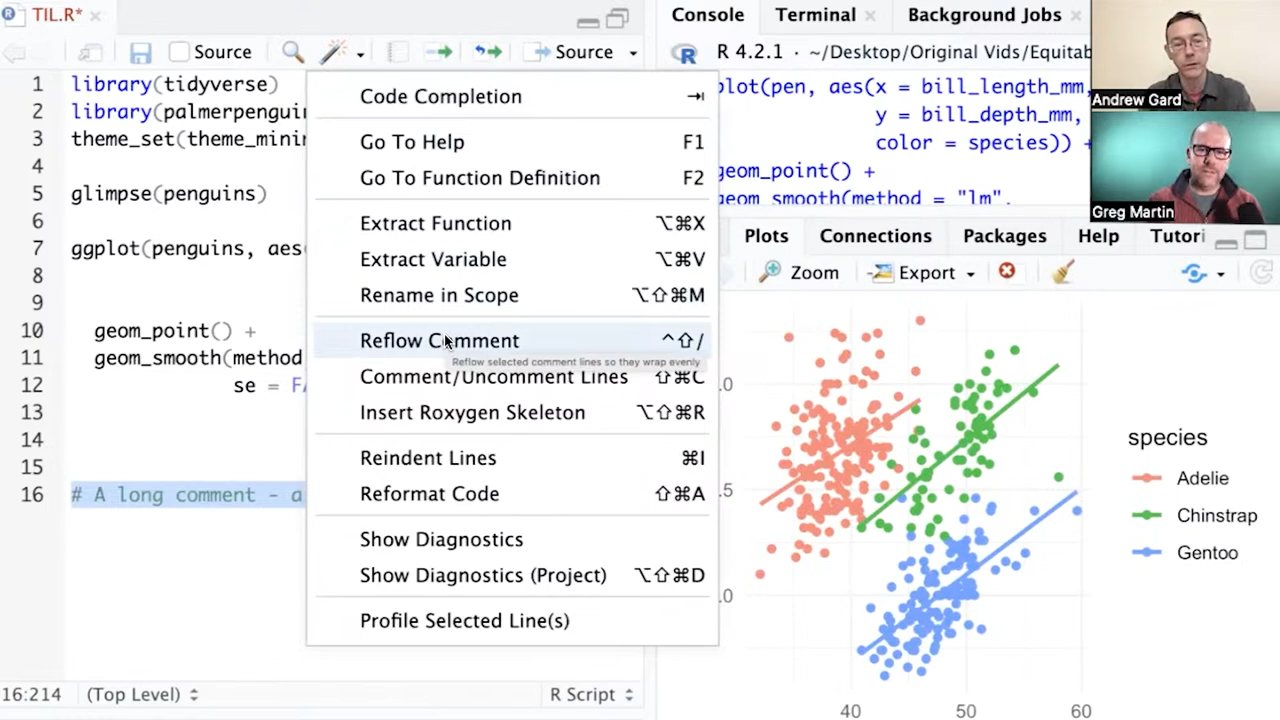 TIL.R*
Source
Source
1 library(tidyverse)
2 library(palmerpengui
3 theme_set(theme_mini
4
5 glimpse(penguins)
6
7 ggplot(penguins, aes(
8
9
10 geom_point() +
11 geom_smooth(method
12 se = FA
13
14
15
16 # A long comment - a
16:214 (Top Level) R Script
Code Completion ⇥
Go To Help F1
Go To Function Definition F2
Extract Function ⌥⌘X
Extract Variable ⌥⌘V
Rename in Scope ⌥⇧⌘M
Reflow Comment ^⇧/
Reflow selected comment lines so they wrap evenly
Comment/Uncomment Lines ⇧⌘C
Insert Roxygen Skeleton ⌥⇧⌘R
Reindent Lines ⌘I
Reformat Code ⇧⌘A
Show Diagnostics
Show Diagnostics (Project) ⌥⇧⌘D
Profile Selected Line(s)
Console Terminal Background Jobs
R 4.2.1 · ~/Desktop/Original Vids/Equitab
plot(pen, aes(x = bill_length_mm,
y = bill_depth_mm,
color = species)) +
geom_point() +
geom_smooth(method = "lm",
Andrew Gard
Greg Martin
Plots Connections Packages Help Tutori
Zoom Export
.0
.5
.0
40 50 60
species
Adelie
Chinstrap
Gentoo